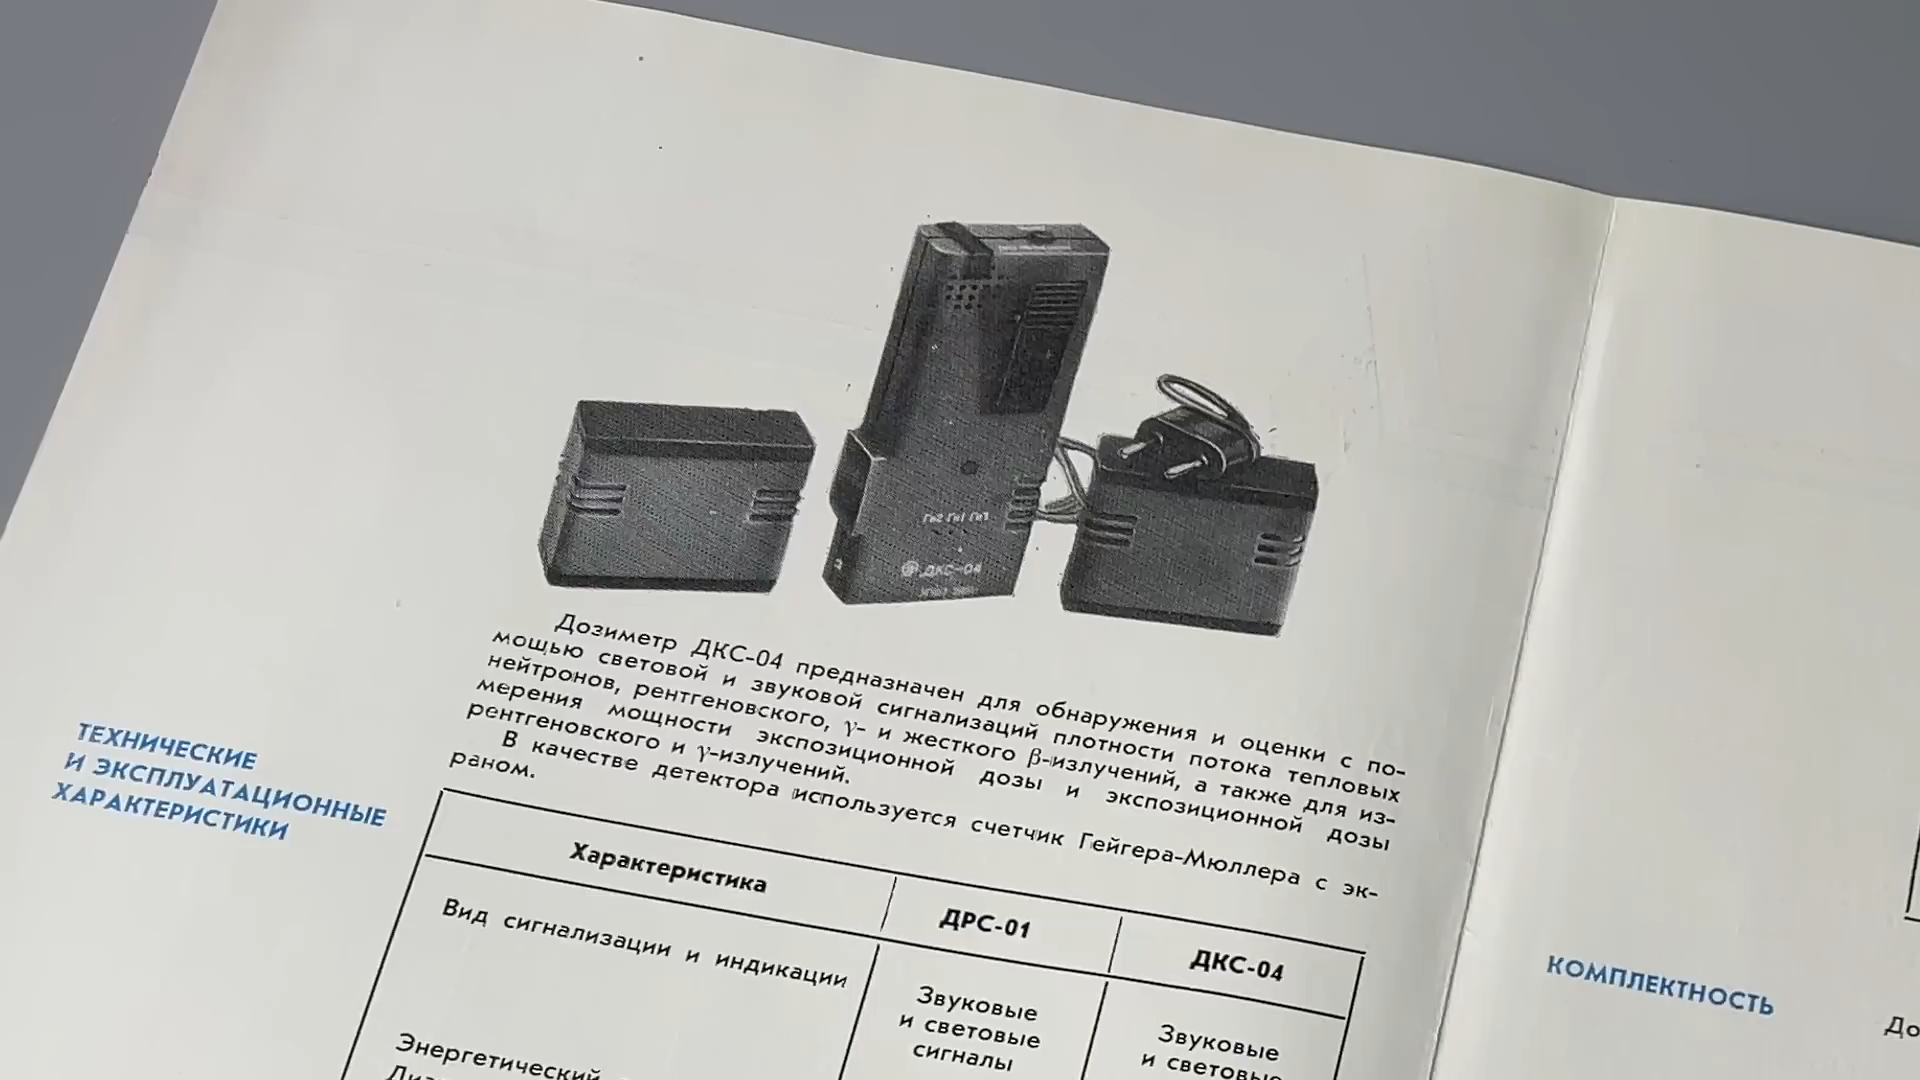 ДКС-04
Дозиметр ДКС-04 предназначен для обнаружения и оценки с по-
мощью световой и звуковой сигнализаций плотности потока тепловых
нейтронов, рентгеновского, γ- и жесткого β-излучений, а также для из-
мерения мощности экспозиционной дозы и экспозиционной дозы
рентгеновского и γ-излучений.
В качестве детектора используется счетчик Гейгера-Мюллера с эк-
раном.
ТЕХНИЧЕСКИЕ
И ЭКСПЛУАТАЦИОННЫЕ
ХАРАКТЕРИСТИКИ
Характеристика
ДРС-01
ДКС-04
Вид сигнализации и индикации
Звуковые
и световые
сигналы
Звуковые
и световые
Энергетический
КОМПЛЕКТНОСТЬ
До